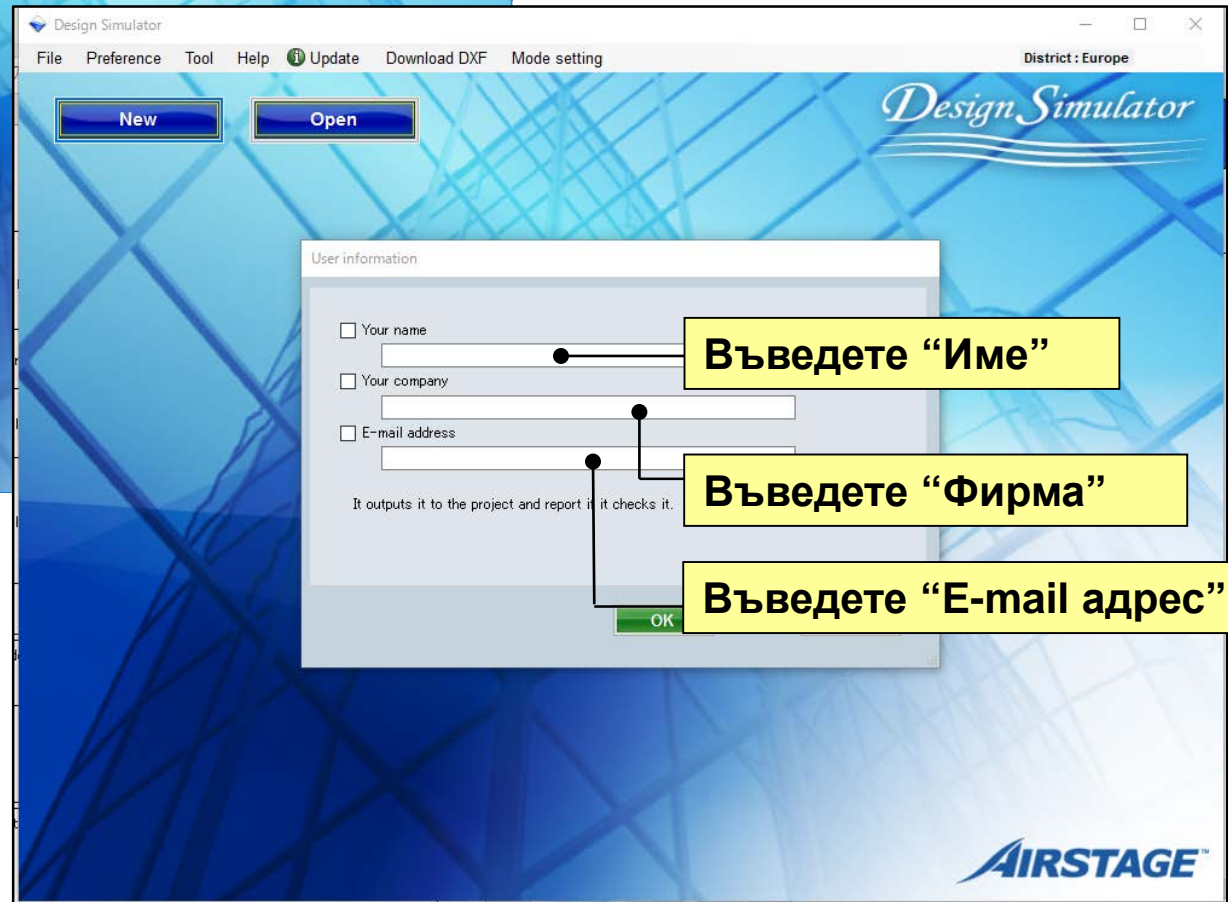 Design Simulator
File Preference Tool Help Update Download DXF Mode setting District : Europe
New Open
Design Simulator
User information
Your name
Въведете “Име”
Your company
E-mail address
Въведете “Фирма”
It outputs it to the project and report if it checks it.
Въведете “E-mail адрес”
OK
AIRSTAGE™